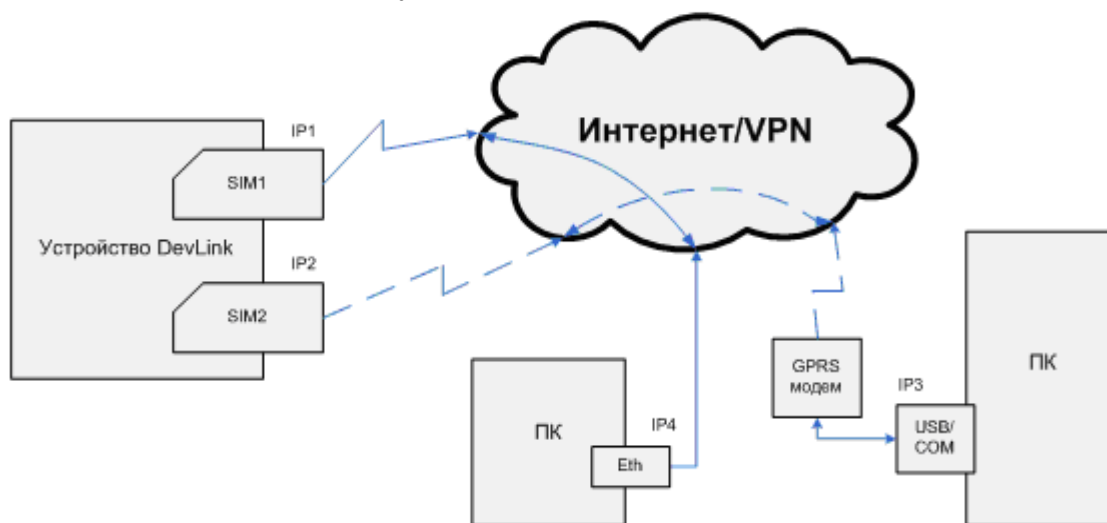 Интернет/VPN
IP1
SIM1
Устройство DevLink
IP2
SIM2
GPRS
модем
ПК
IP3
USB/
COM
ПК
IP4
Eth